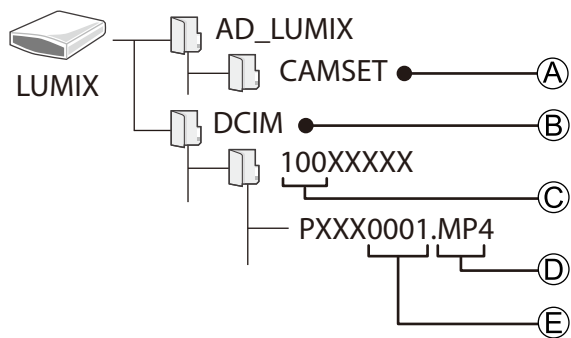 AD_LUMIX
LUMIX
CAMSET
A
DCIM
B
100XXXXX
C
PXXX0001.MP4
D
E